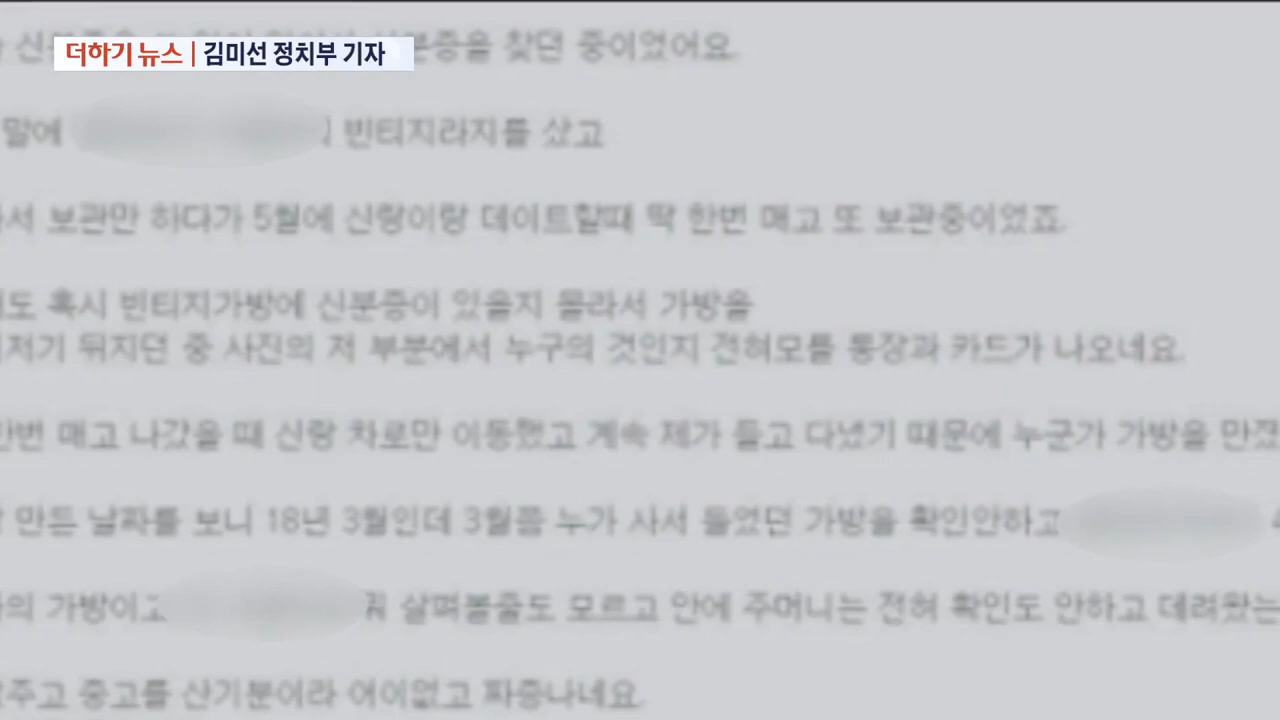 더하기 뉴스 | 김미선 정치부 기자
분증을 찾던 중이었어요.
말에 빈티지라지를 샀고
서 보관만 하다가 5월에 신랑이랑 데이트할때 딱 한번 매고 또 보관중이었죠.
도 혹시 빈티지가방에 신분증이 있을지 몰라서 가방을
저기 뒤지던 중 사진의 저 부분에서 누구의 것인지 전혀모를 통장과 카드가 나오네요.
한번 매고 나갔을 때 신랑 차로만 이동했고 계속 제가 들고 다녔기 때문에 누군가 가방을 만졌
만든 날짜를 보니 18년 3월인데 3월쯤 누가 사서 들었던 가방을 확인안하고
의 가방이고 살펴볼줄도 모르고 안에 주머니는 전혀 확인도 안하고 데려왔는
주고 중고를 산기분이라 어이없고 짜증나네요.